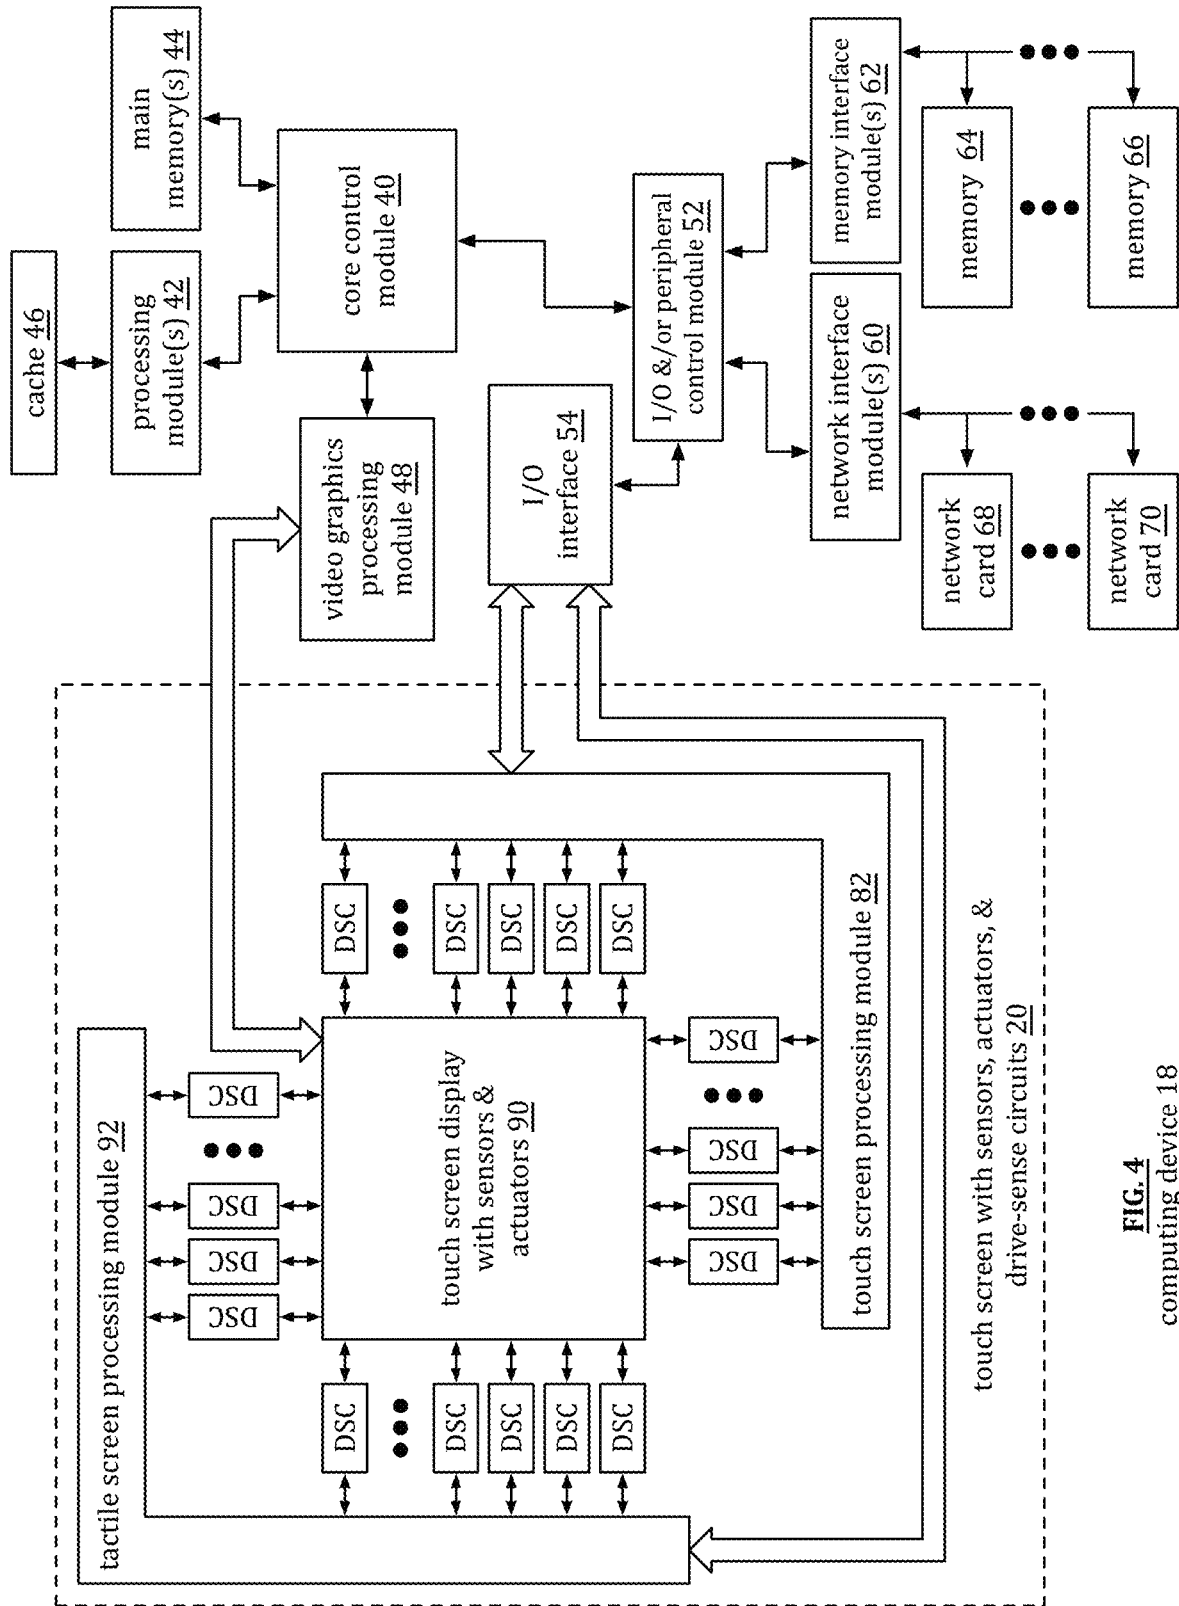 cache 46
tactile screen processing module 92
processing
module(s) 42
main
memory(s) 44
DSC
DSC
DSC
DSC
video graphics
processing
module 48
core control
module 40
DSC
DSC
DSC
DSC
DSC
touch screen display
with sensors &
actuators 90
DSC
DSC
DSC
DSC
DSC
I/O
interface 54
I/O &/or peripheral
control module 52
DSC
DSC
DSC
DSC
touch screen processing module 82
network interface
module(s) 60
memory interface
module(s) 62
touch screen with sensors, actuators, &
drive-sense circuits 20
network
card 68
memory 64
network
card 70
memory 66
FIG. 4
computing device 18